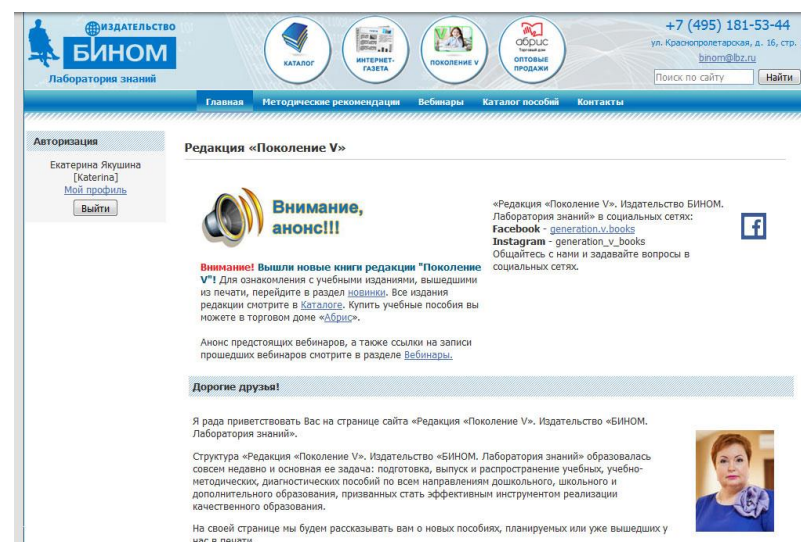 ИЗДАТЕЛЬСТВО
БИНОМ
Лаборатория знаний
КАТАЛОГ
ИНТЕРНЕТ-
ГАЗЕТА
ПОКОЛЕНИЕ V
абрис
Торговый дом
ОПТОВЫЕ
ПРОДАЖИ
+7 (495) 181-53-44
ул. Краснопролетарская, д. 16, стр.
binom@lbz.ru
Поиск по сайту
Найти
Главная Методические рекомендации Вебинары Каталог пособий Контакты
Авторизация
Екатерина Якушина
[Katerina]
Мой профиль
Выйти
Редакция «Поколение V»
Внимание,
анонс!!!
Внимание! Вышли новые книги редакции "Поколение
V"! Для ознакомления с учебными изданиями, вышедшими
из печати, перейдите в раздел новинки. Все издания
редакции смотрите в Каталоге. Купить учебные пособия вы
можете в торговом доме «Абрис».
Анонс предстоящих вебинаров, а также ссылки на записи
прошедших вебинаров смотрите в разделе Вебинары.
«Редакция «Поколение V». Издательство БИНОМ.
Лаборатория знаний» в социальных сетях:
Facebook - generation.v.books
Instagram - generation_v_books
Общайтесь с нами и задавайте вопросы в
социальных сетях.
Дорогие друзья!
Я рада приветствовать Вас на странице сайта «Редакция «Поколение V». Издательство «БИНОМ.
Лаборатория знаний».
Структура «Редакция «Поколение V». Издательство «БИНОМ. Лаборатория знаний» образовалась
совсем недавно и основная ее задача: подготовка, выпуск и распространение учебных, учебно-
методических, диагностических пособий по всем направлениям дошкольного, школьного и
дополнительного образования, призванных стать эффективным инструментом реализации
качественного образования.
На своей странице мы будем рассказывать вам о новых пособиях, планируемых или уже вышедших у
нас в печати